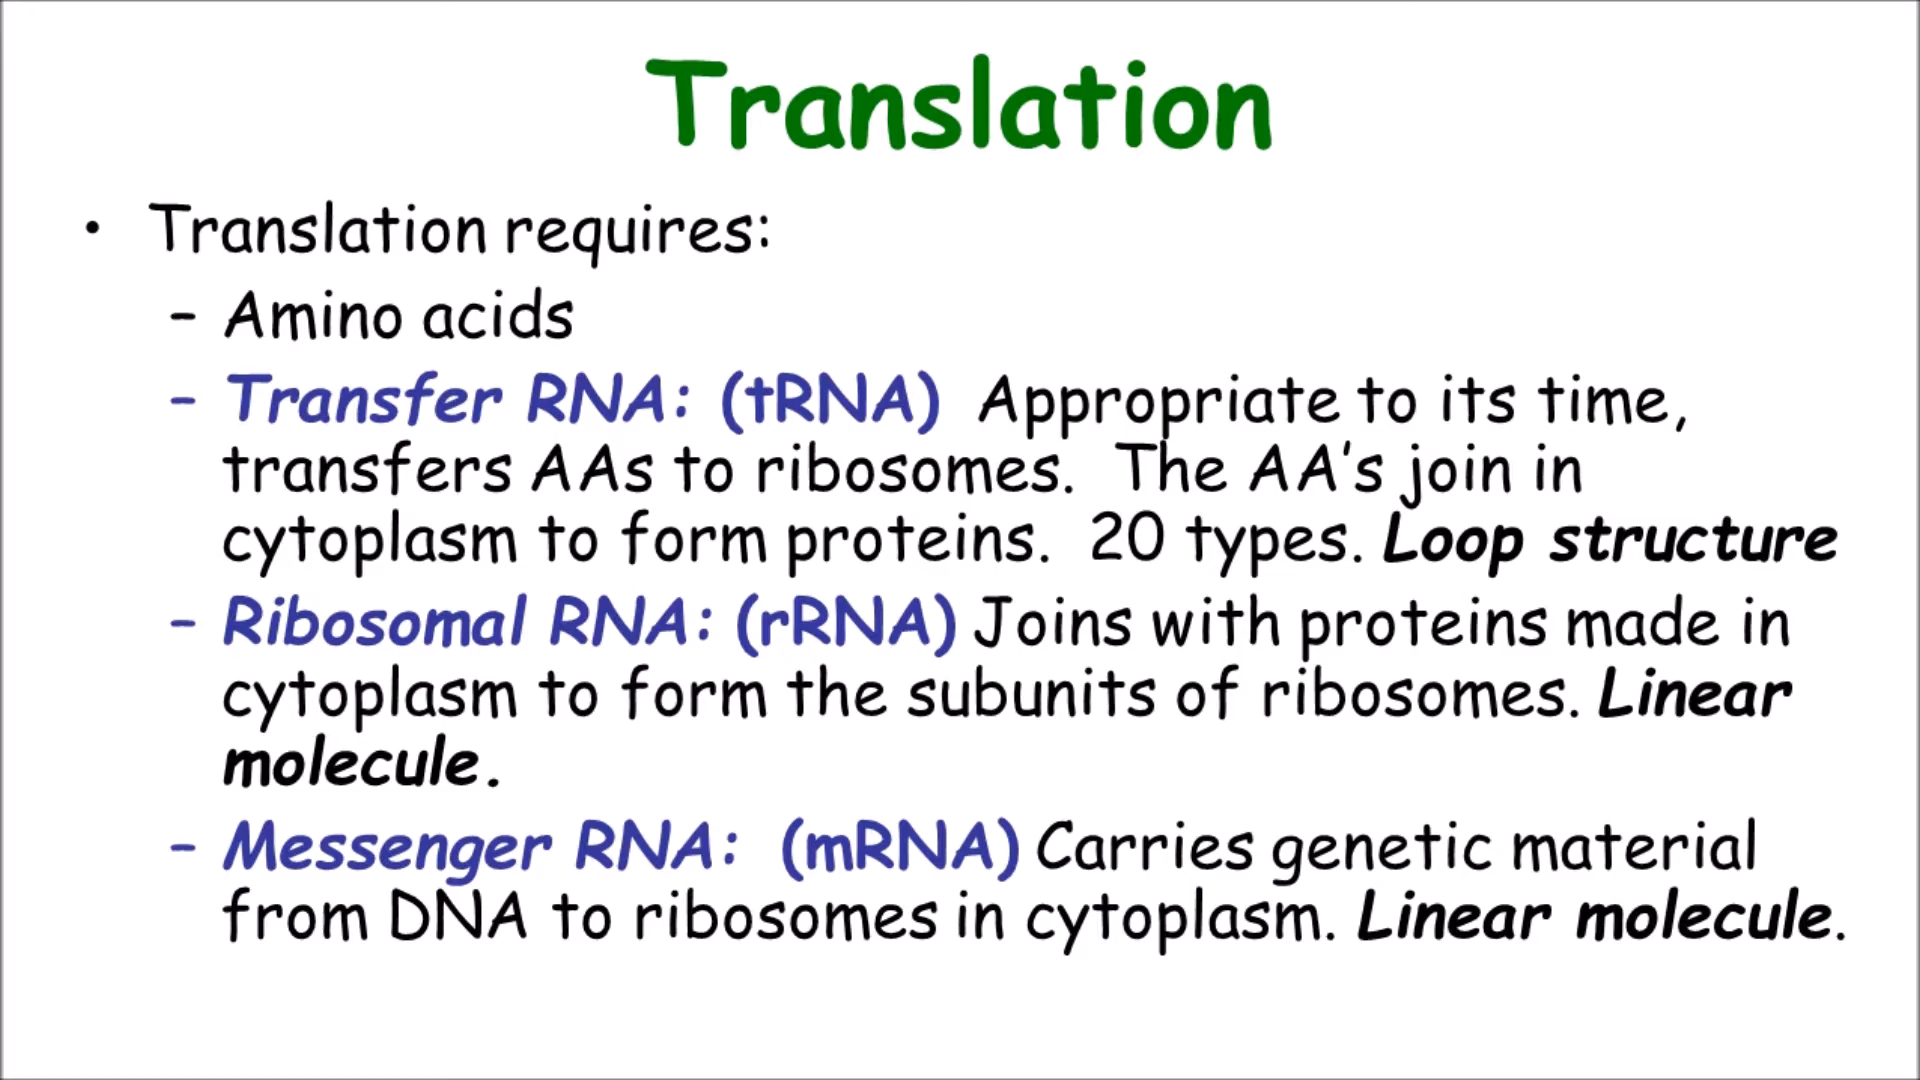 Translation
• Translation requires:
– Amino acids
– Transfer RNA: (tRNA)  Appropriate to its time,
transfers AAs to ribosomes.  The AA’s join in
cytoplasm to form proteins.  20 types. Loop structure
– Ribosomal RNA: (rRNA) Joins with proteins made in
cytoplasm to form the subunits of ribosomes. Linear
molecule.
– Messenger RNA:  (mRNA) Carries genetic material
from DNA to ribosomes in cytoplasm. Linear molecule.